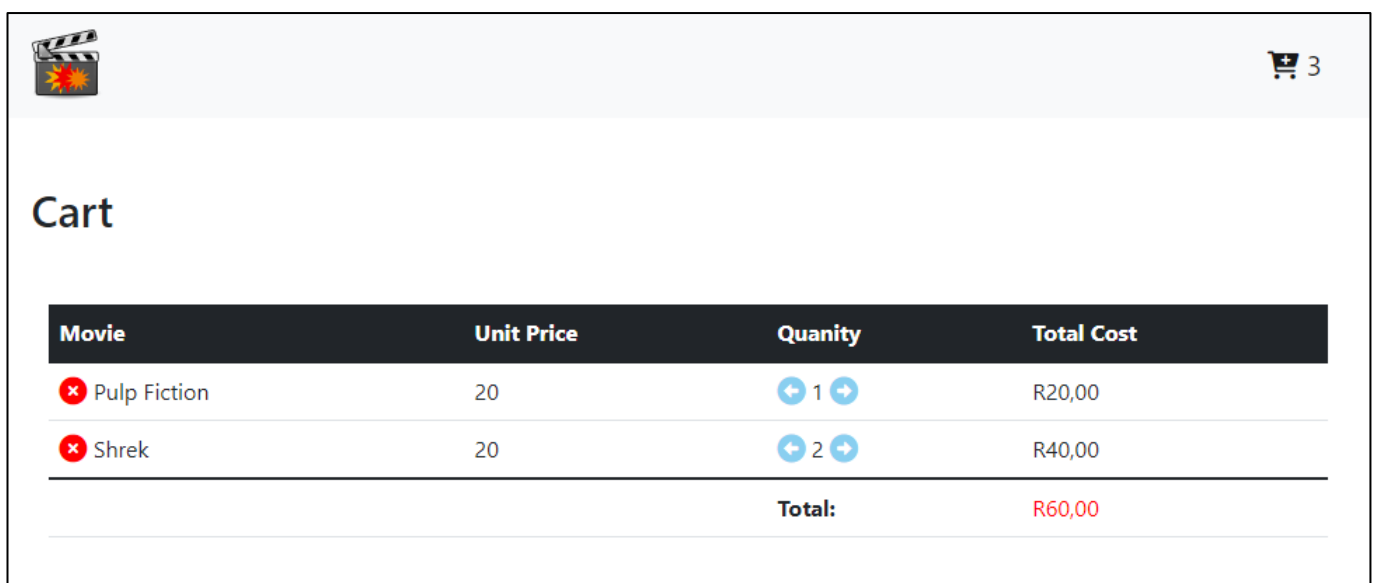 3
Cart
Movie Unit Price Quanity Total Cost
Pulp Fiction 20 1 R20,00
Shrek 20 2 R40,00
Total: R60,00